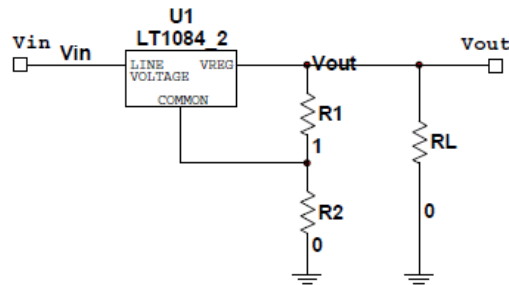 U1
LT1084_2
Vin
Vin
LINE VREG
VOLTAGE
COMMON
Vout
Vout
R1
1
RL
R2
0
0